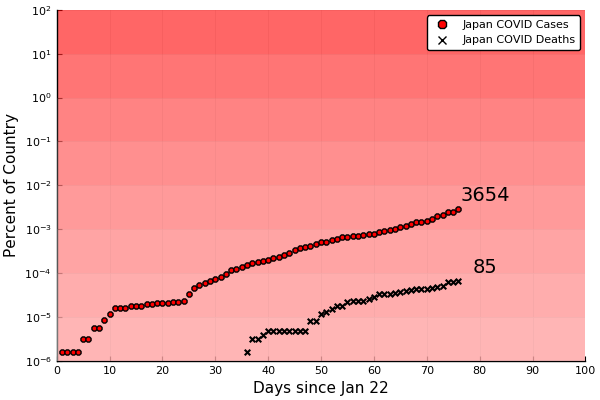 Japan COVID Cases
Japan COVID Deaths
10²
10¹
10⁰
10⁻¹
10⁻²
10⁻³
10⁻⁴
10⁻⁵
10⁻⁶
Percent of Country
3654
85
0 10 20 30 40 50 60 70 80 90 100
Days since Jan 22